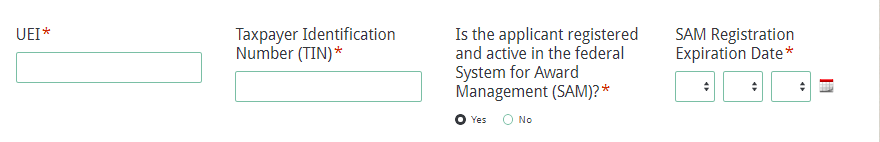 UEI*
Taxpayer Identification
Number (TIN)*
Is the applicant registered
and active in the federal
System for Award
Management (SAM)?*
Yes No
SAM Registration
Expiration Date*